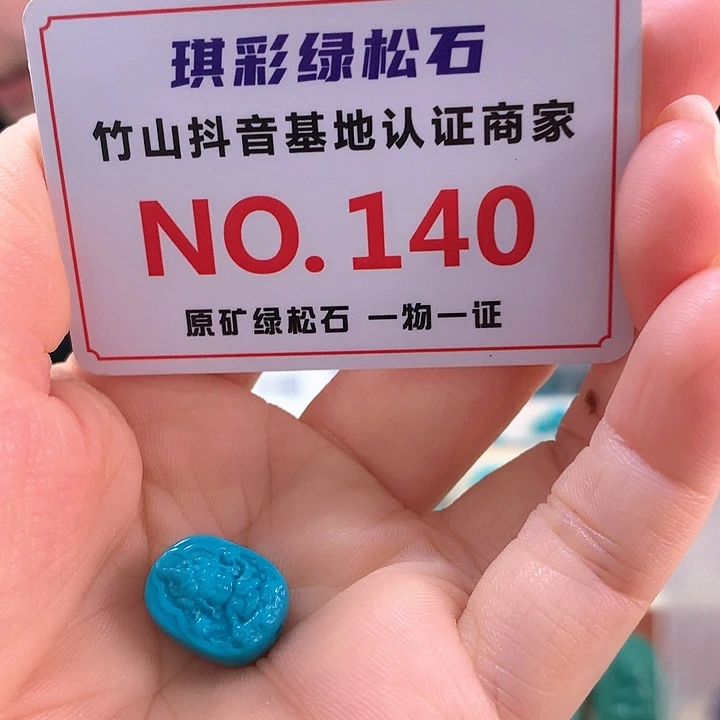 琪彩绿松石
竹山抖音基地认证商家
NO.140
原矿绿松石 一物一证